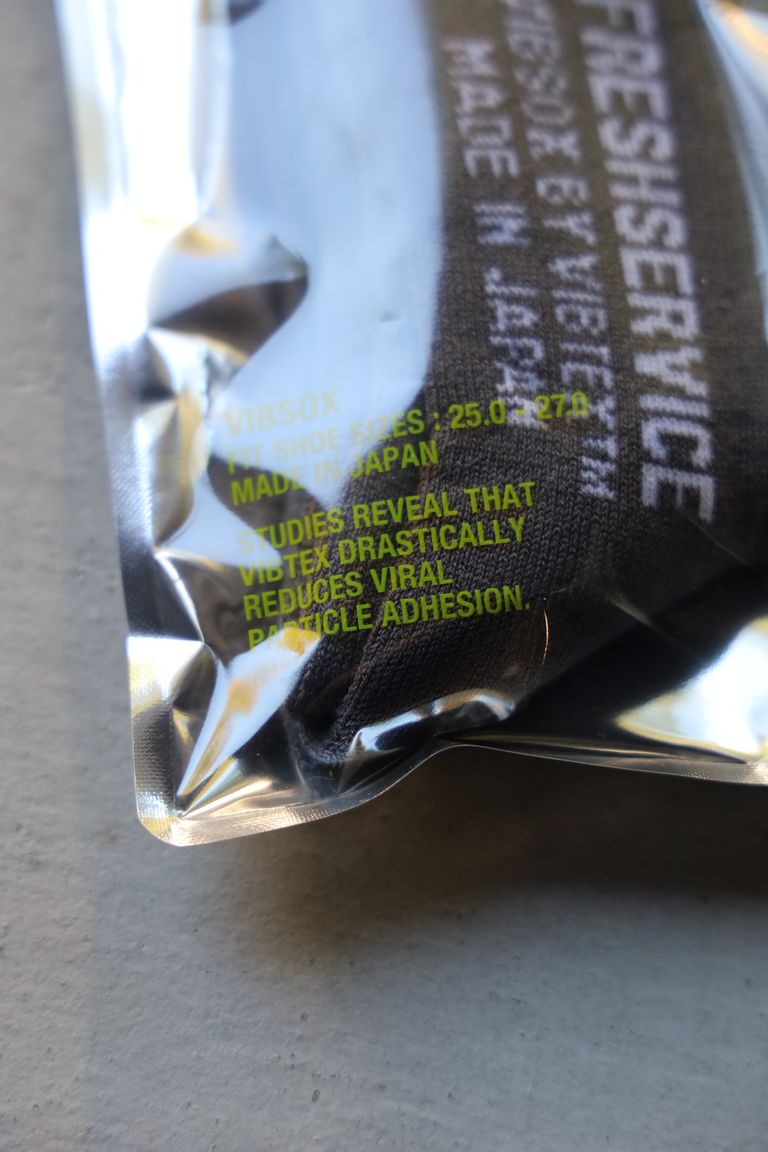 FRESHSERVICE
VIBSOX BY VIBTEX™
MADE IN JAPAN
VIBSOX
FIT SHOE SIZES : 25.0 - 27.0
MADE IN JAPAN
STUDIES REVEAL THAT
VIBTEX DRASTICALLY
REDUCES VIRAL
PARTICLE ADHESION.